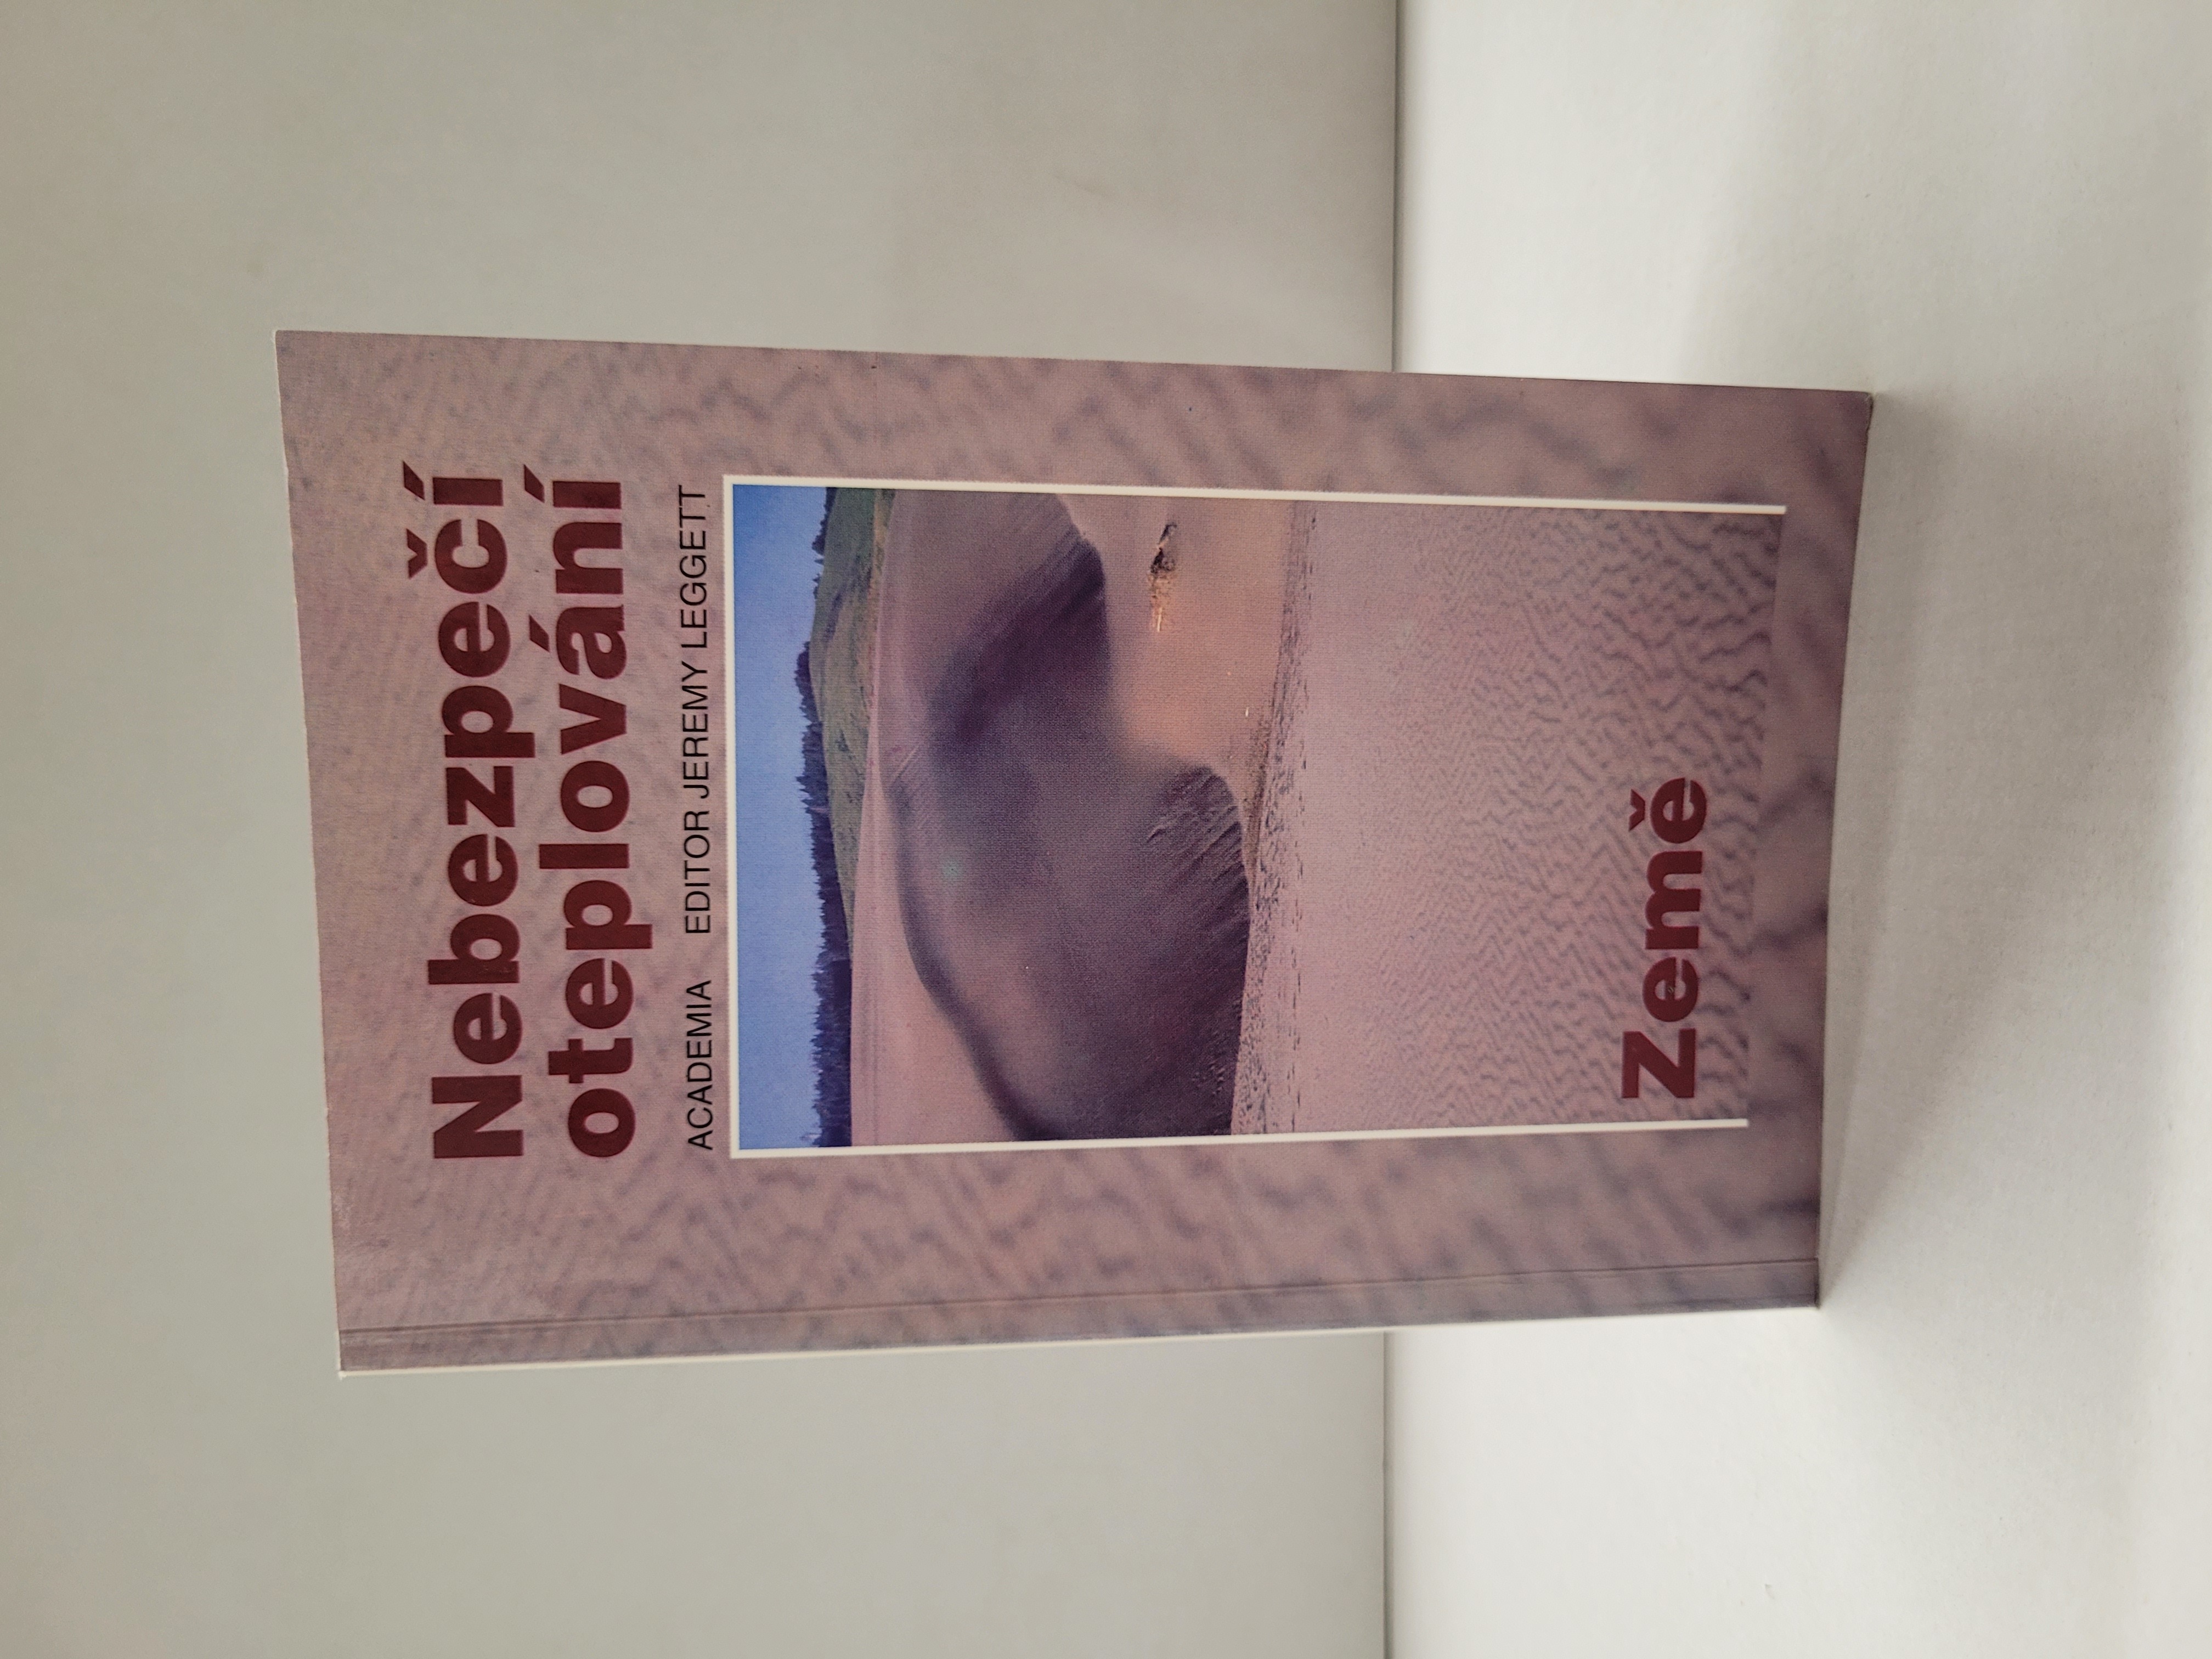 Nebezpečí
oteplování
ACADEMIA EDITOR JEREMY LEGGETT
Země